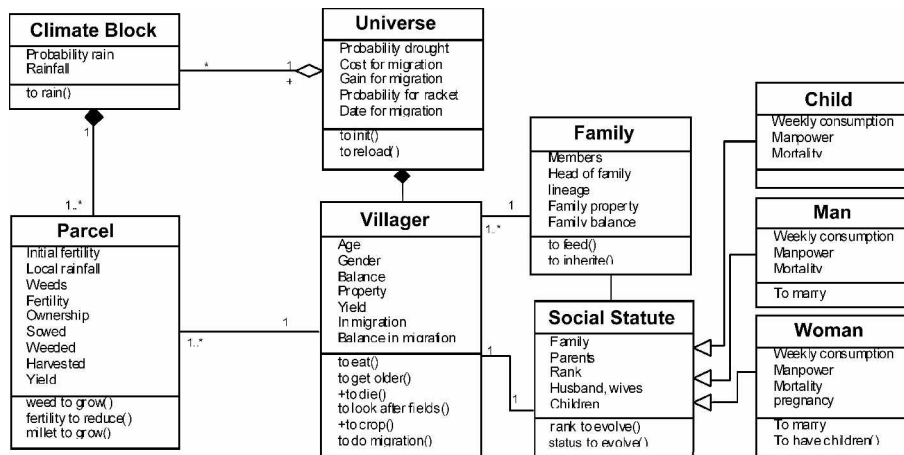 Climate Block
Probability rain
Rainfall
to rain()
*
1
+
Universe
Probability drought
Cost for migration
Gain for migration
Probability for racket
Date for migration
to init()
to reload()
1
1..*
Parcel
Initial fertility
Local rainfall
Weeds
Fertility
Ownership
Sowed
Weeded
Harvested
Yield
weed to grow()
fertility to reduce()
millet to grow()
1..*
1
Villager
Age
Gender
Balance
Property
Yield
In migration
Balance in migration
to eat()
to get older()
+to die()
to look after fields()
+to crop()
to do migration()
1
1..*
Family
Members
Head of family
lineage
Family property
Family balance
to feed()
to inherite()
1
1
Social Statute
Family
Parents
Rank
Husband, wives
Children
rank to evolve()
status to evolve()
Child
Weekly consumption
Manpower
Mortality
Man
Weekly consumption
Manpower
Mortality
To marry
Woman
Weekly consumption
Manpower
Mortality
pregnancy
To marry
To have children()